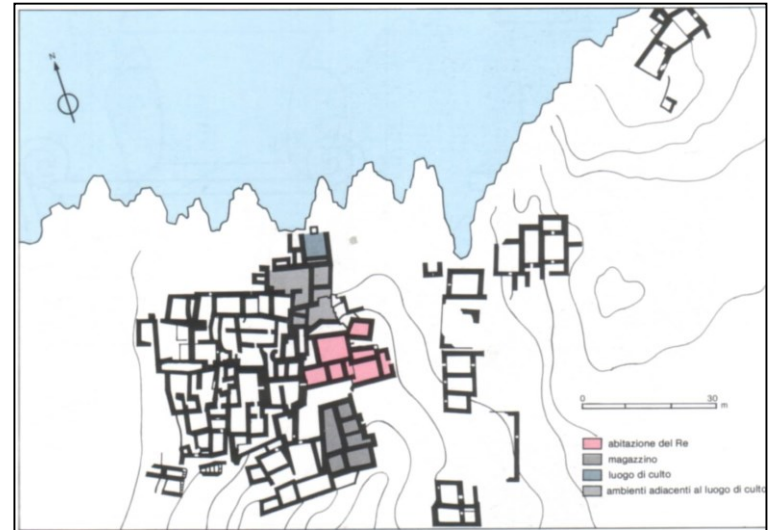 N
0 30
m
abitazione del Re
magazzino
luogo di culto
ambienti adiacenti al luogo di culto